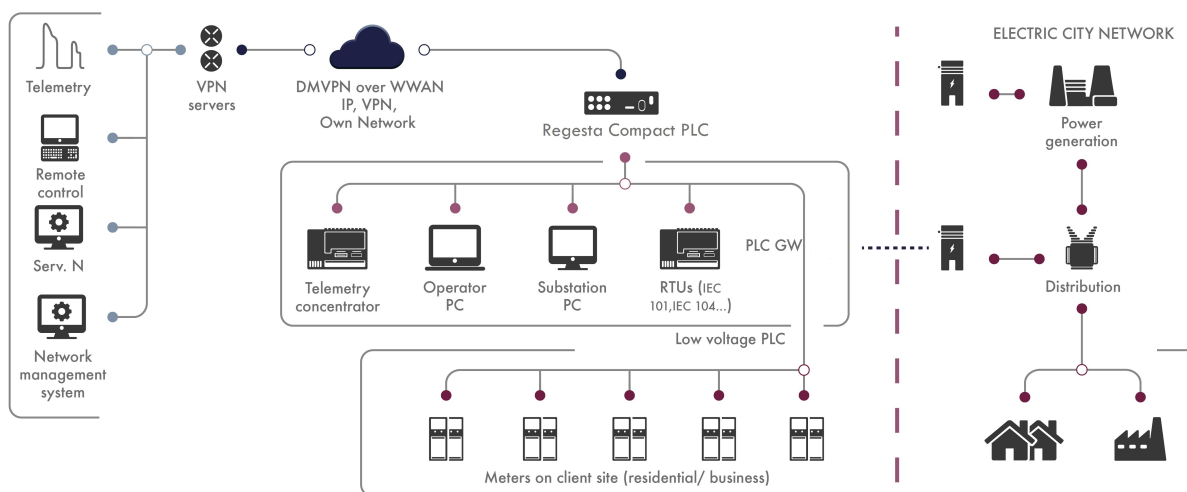 Telemetry
Remote
control
Serv. N
Network
management
system
VPN
servers
DMVPN over WWAN
IP, VPN,
Own Network
Regesta Compact PLC
Telemetry
concentrator
Operator
PC
Substation
PC
RTUs (IEC
101,IEC 104...)
PLC GW
Low voltage PLC
Meters on client site (residential/ business)
ELECTRIC CITY NETWORK
Power
generation
Distribution